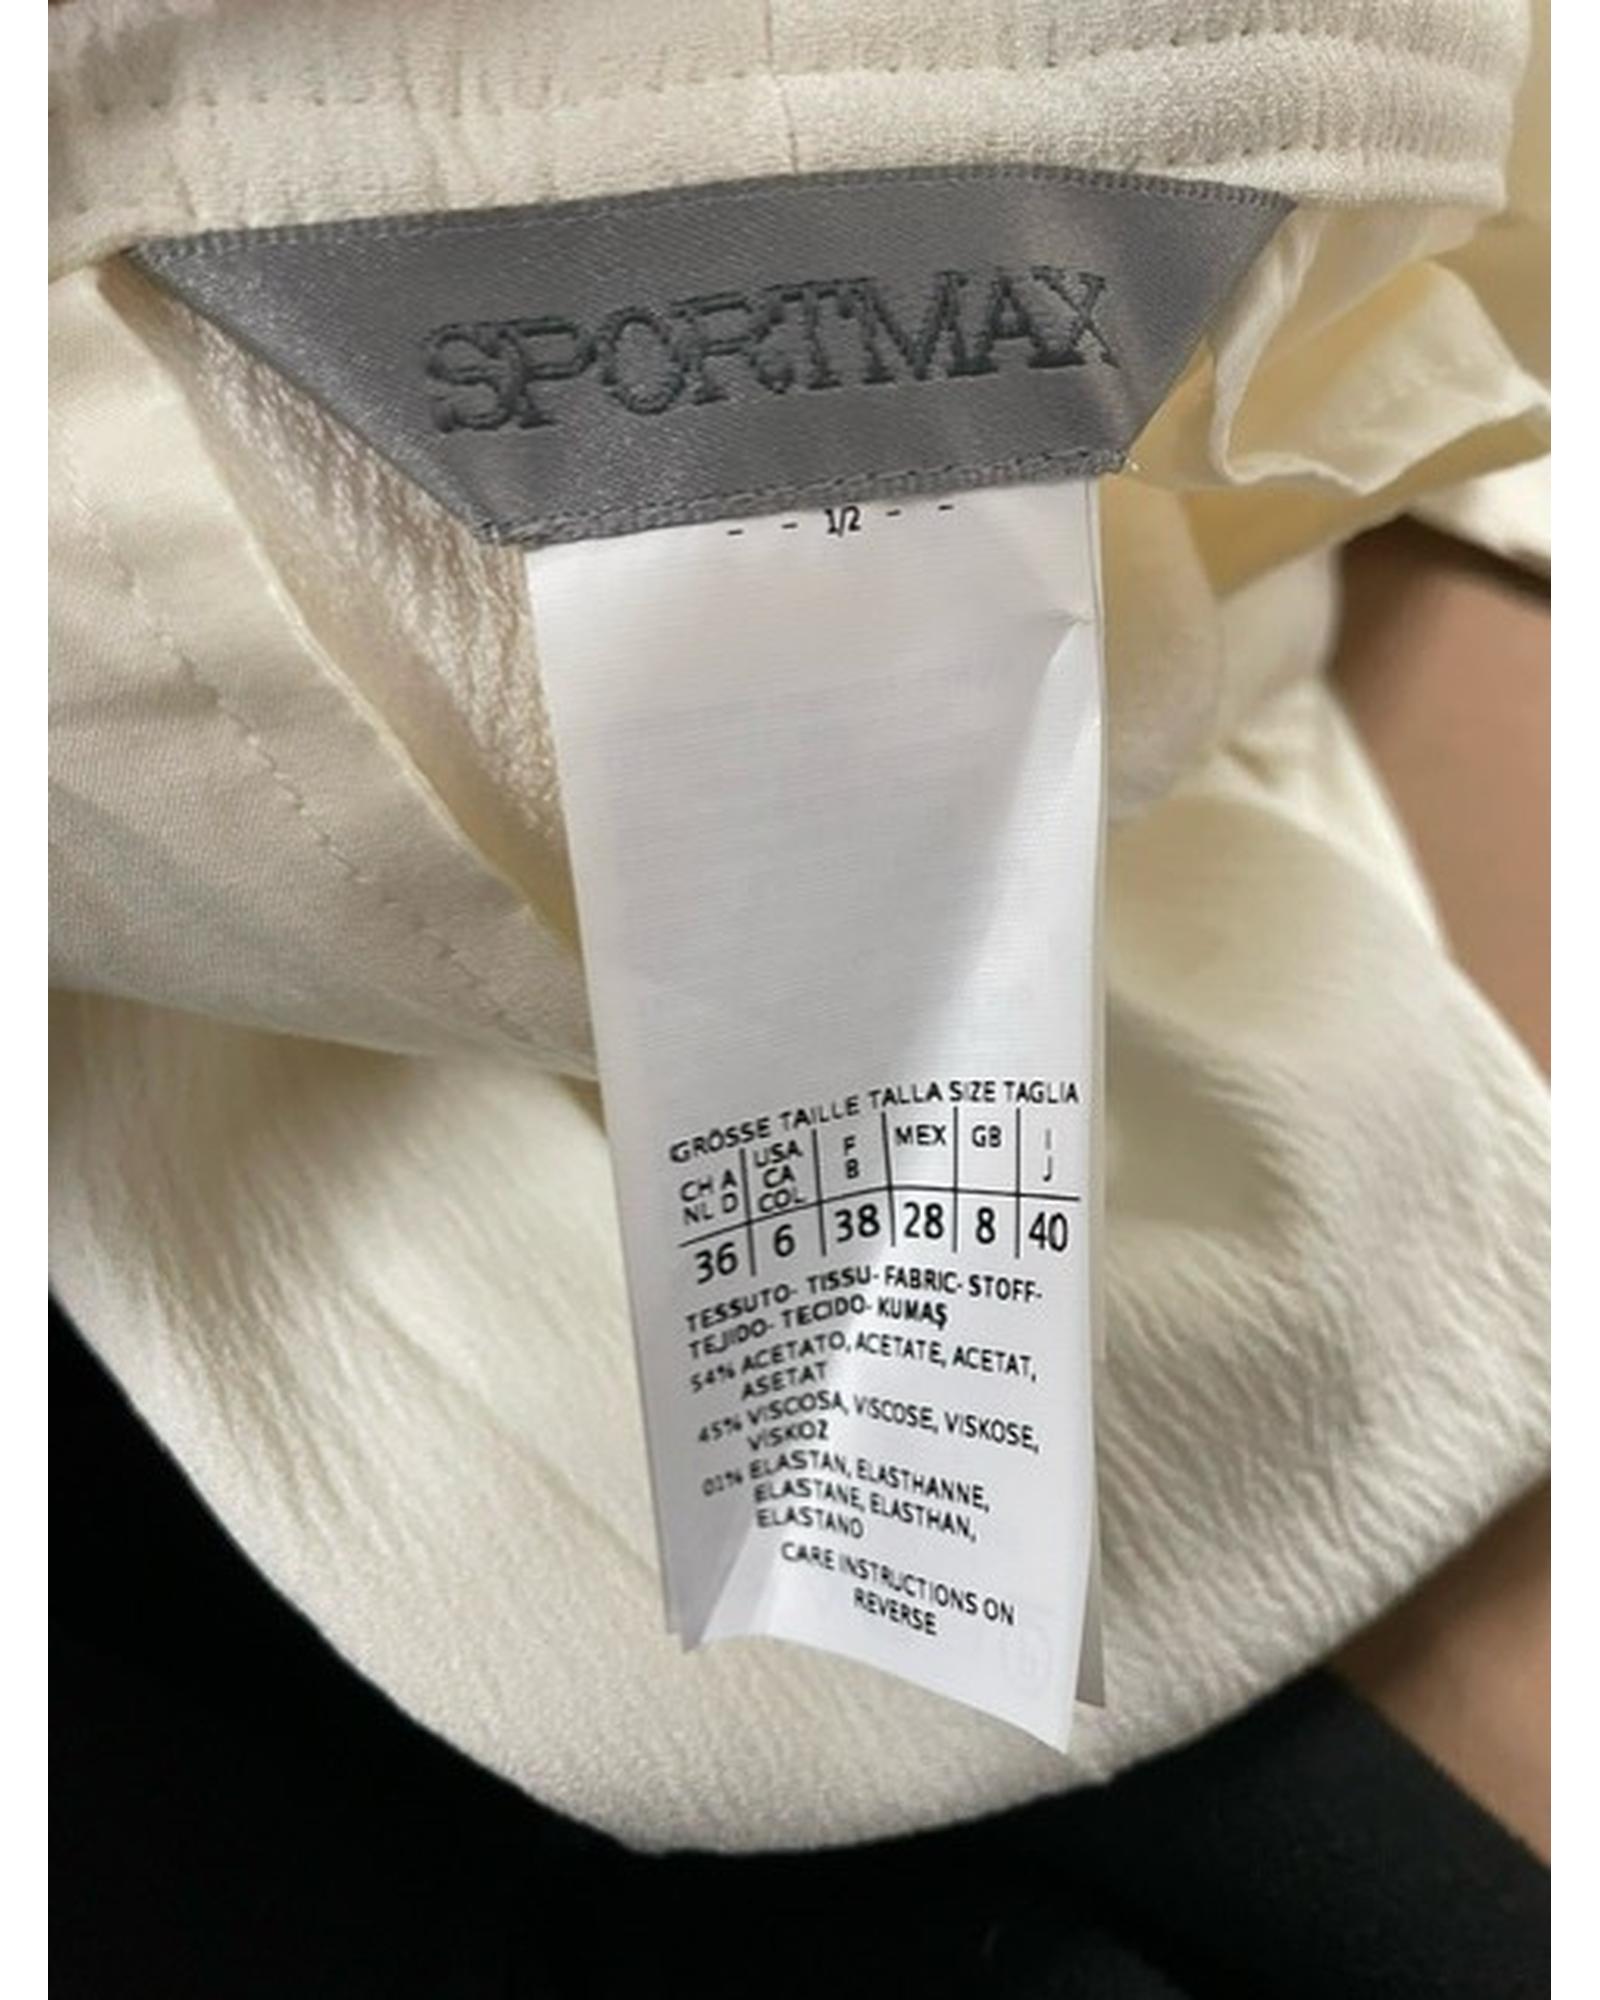 SPORTMAX
- - 1/2 - -
GRÖSSE TAILLE TALLA SIZE TAGLIA
CH A USA F MEX GB I
NL D CA B J
COL
36 6 38 28 8 40
TESSUTO- TISSU- FABRIC- STOFF-
TEJIDO- TECIDO- KUMAŞ
54% ACETATO, ACETATE, ACETAT,
ASETAT
45% VISCOSA, VISCOSE, VISKOSE,
VİSKOZ
01% ELASTAN, ELASTHANNE,
ELASTANE, ELASTHAN,
ELASTANO
CARE INSTRUCTIONS ON
REVERSE